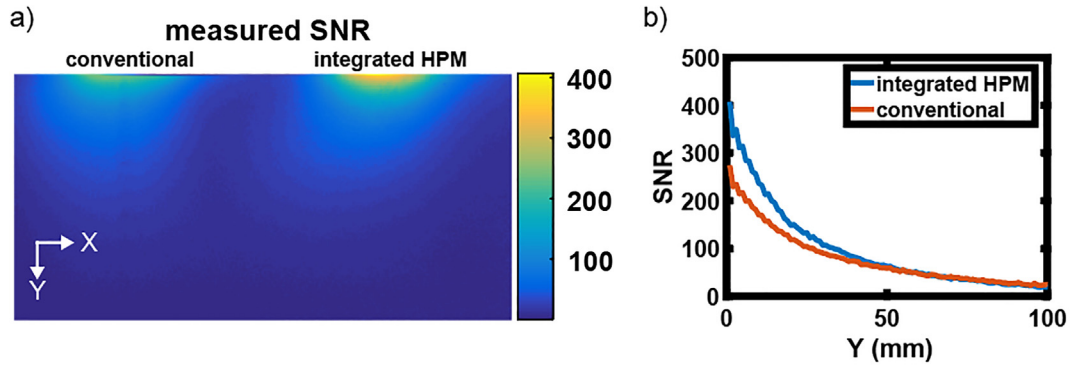 a)
measured SNR
conventional
integrated HPM
400
300
200
100
X
Y
b)
500
400
300
200
100
0
SNR
integrated HPM
conventional
0
50
100
Y (mm)